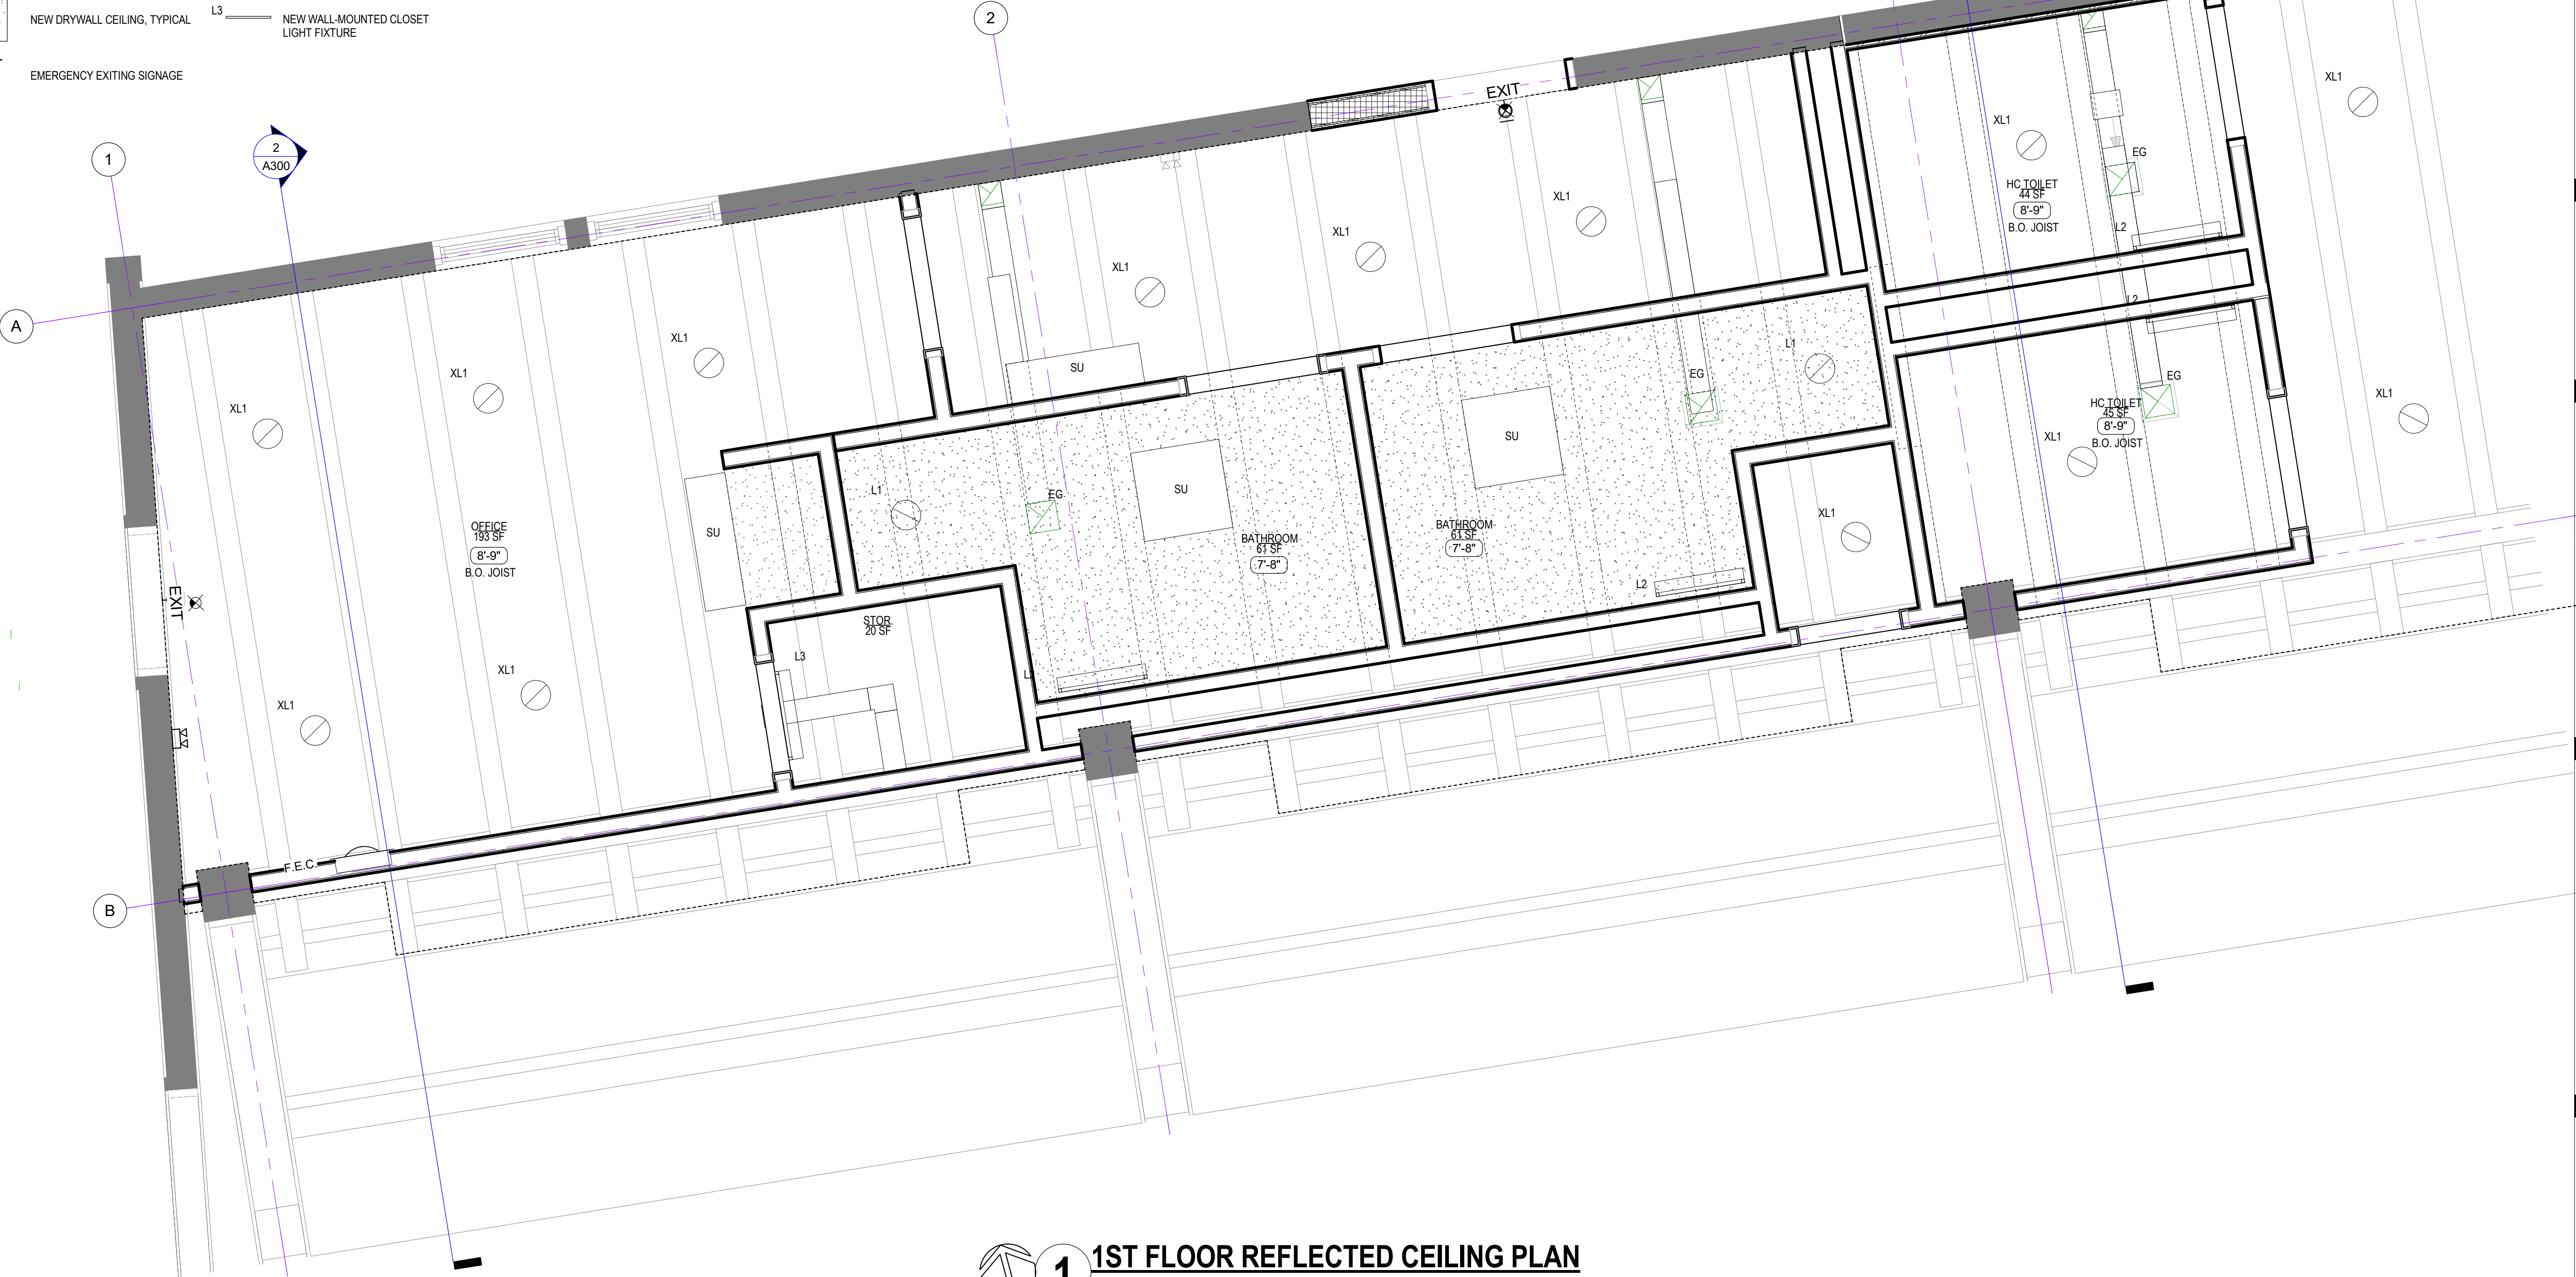 NEW DRYWALL CEILING, TYPICAL
L3
NEW WALL-MOUNTED CLOSET
LIGHT FIXTURE
EMERGENCY EXITING SIGNAGE
1
2
A300
2
A
B
EXIT
XL1
XL1
XL1
XL1
XL1
XL1
XL1
XL1
XL1
HC TOILET
44 SF
8'-9"
B.O. JOIST
EG
L2
L2
XL1
XL1
XL1
XL1
SU
L1
EG
SU
SU
L1
EG
SU
OFFICE
193 SF
8'-9"
B.O. JOIST
BATHROOM
61 SF
7'-8"
BATHROOM
61 SF
7'-8"
HC TOILET
45 SF
8'-9"
B.O. JOIST
EG
XL1
EXIT
STOR.
20 SF
L3
L2
L2
F.E.C.
1
1ST FLOOR REFLECTED CEILING PLAN